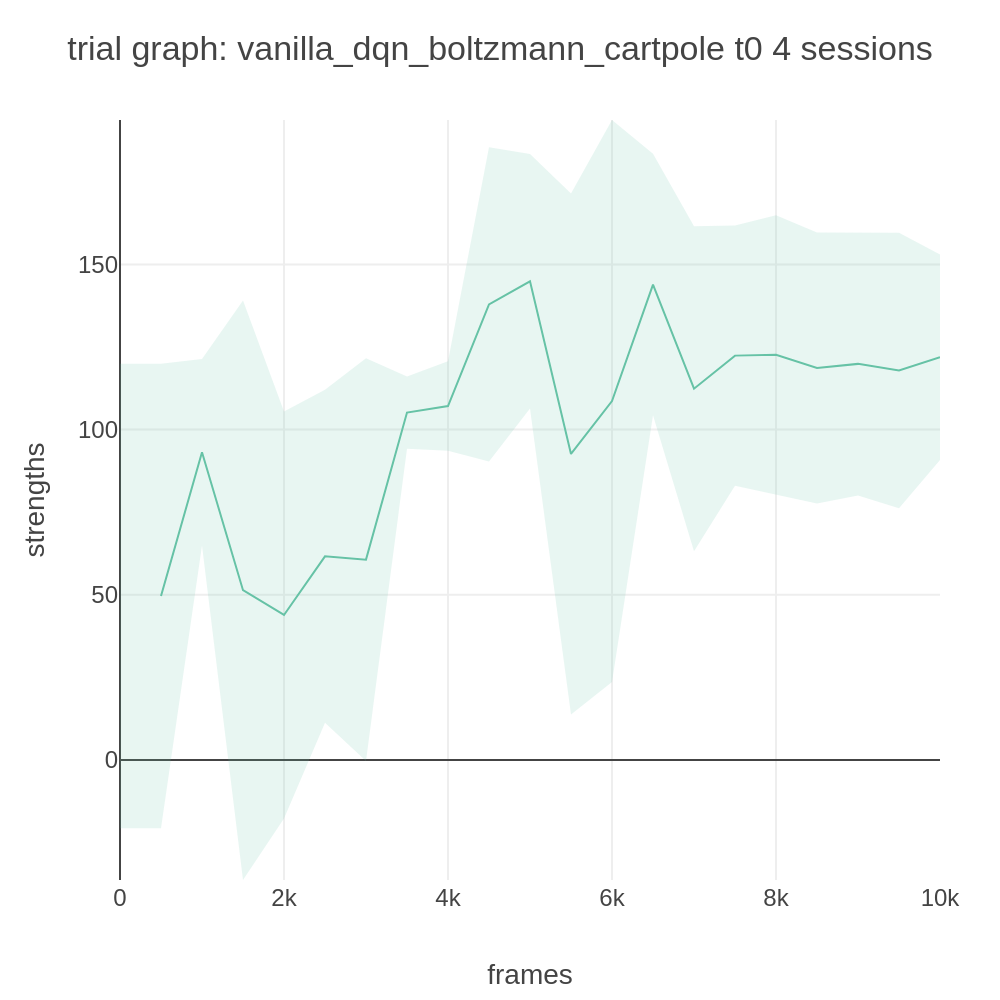 trial graph: vanilla_dqn_boltzmann_cartpole t0 4 sessions
150
100
50
0
strengths
0 2k 4k 6k 8k 10k
frames